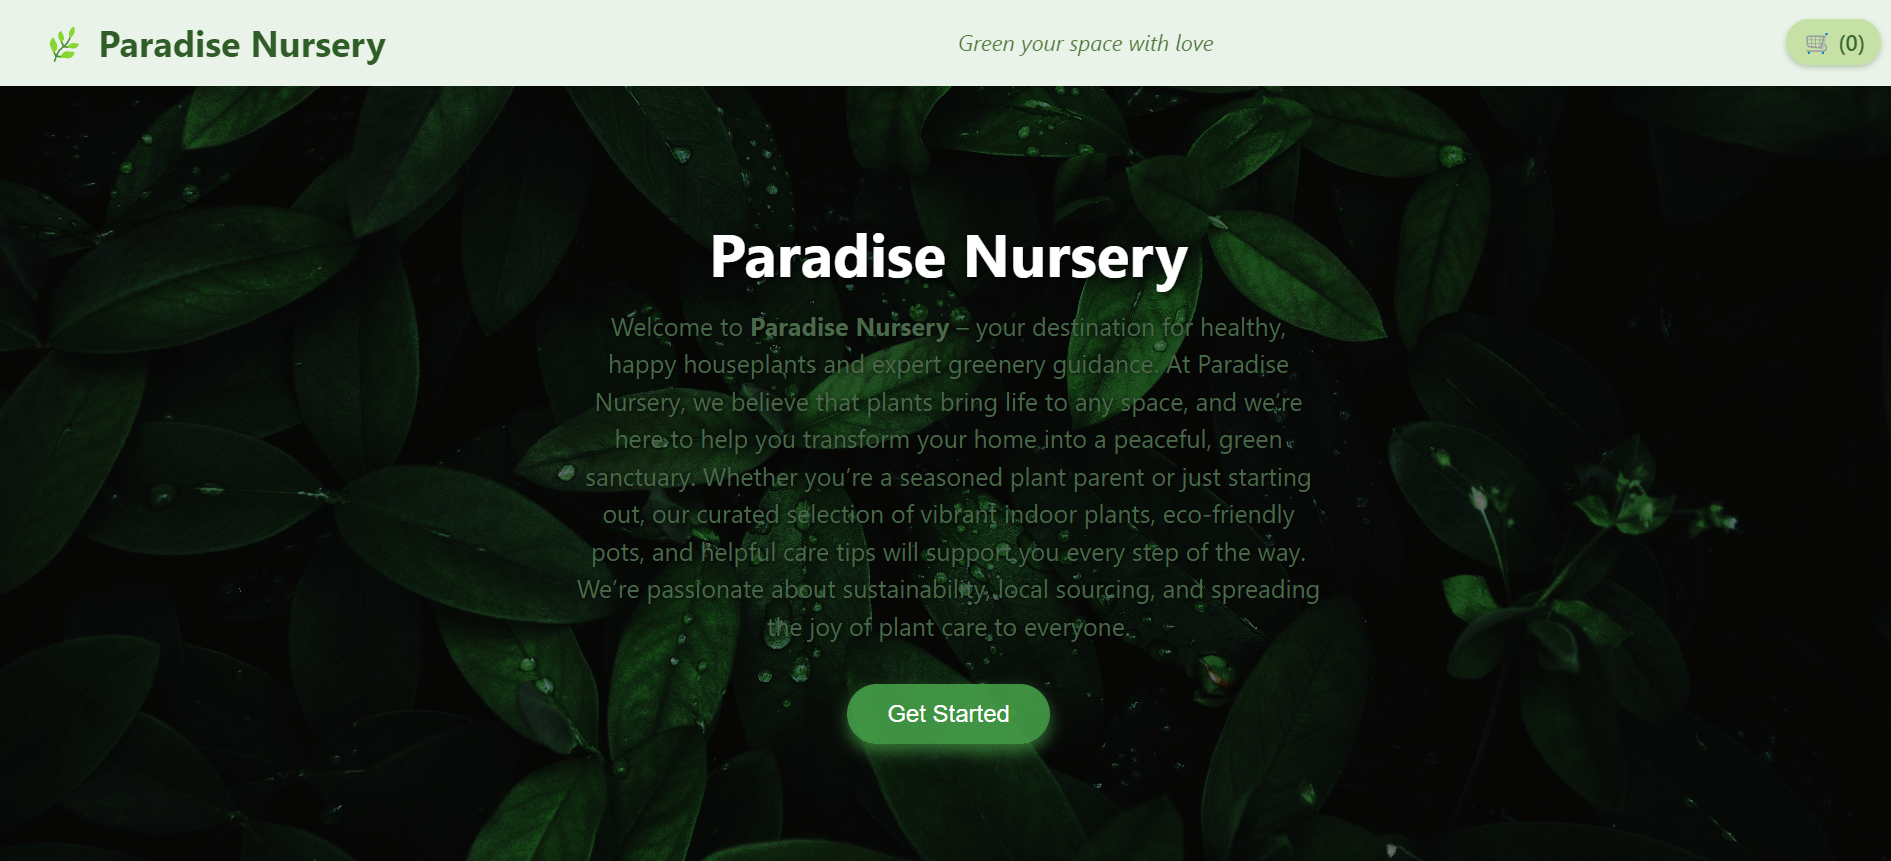 Paradise Nursery
Green your space with love
(0)
Paradise Nursery
Welcome to Paradise Nursery – your destination for healthy,
happy houseplants and expert greenery guidance. At Paradise
Nursery, we believe that plants bring life to any space, and we’re
here to help you transform your home into a peaceful, green
sanctuary. Whether you’re a seasoned plant parent or just starting
out, our curated selection of vibrant indoor plants, eco-friendly
pots, and helpful care tips will support you every step of the way.
We’re passionate about sustainability, local sourcing, and spreading
the joy of plant care to everyone.
Get Started